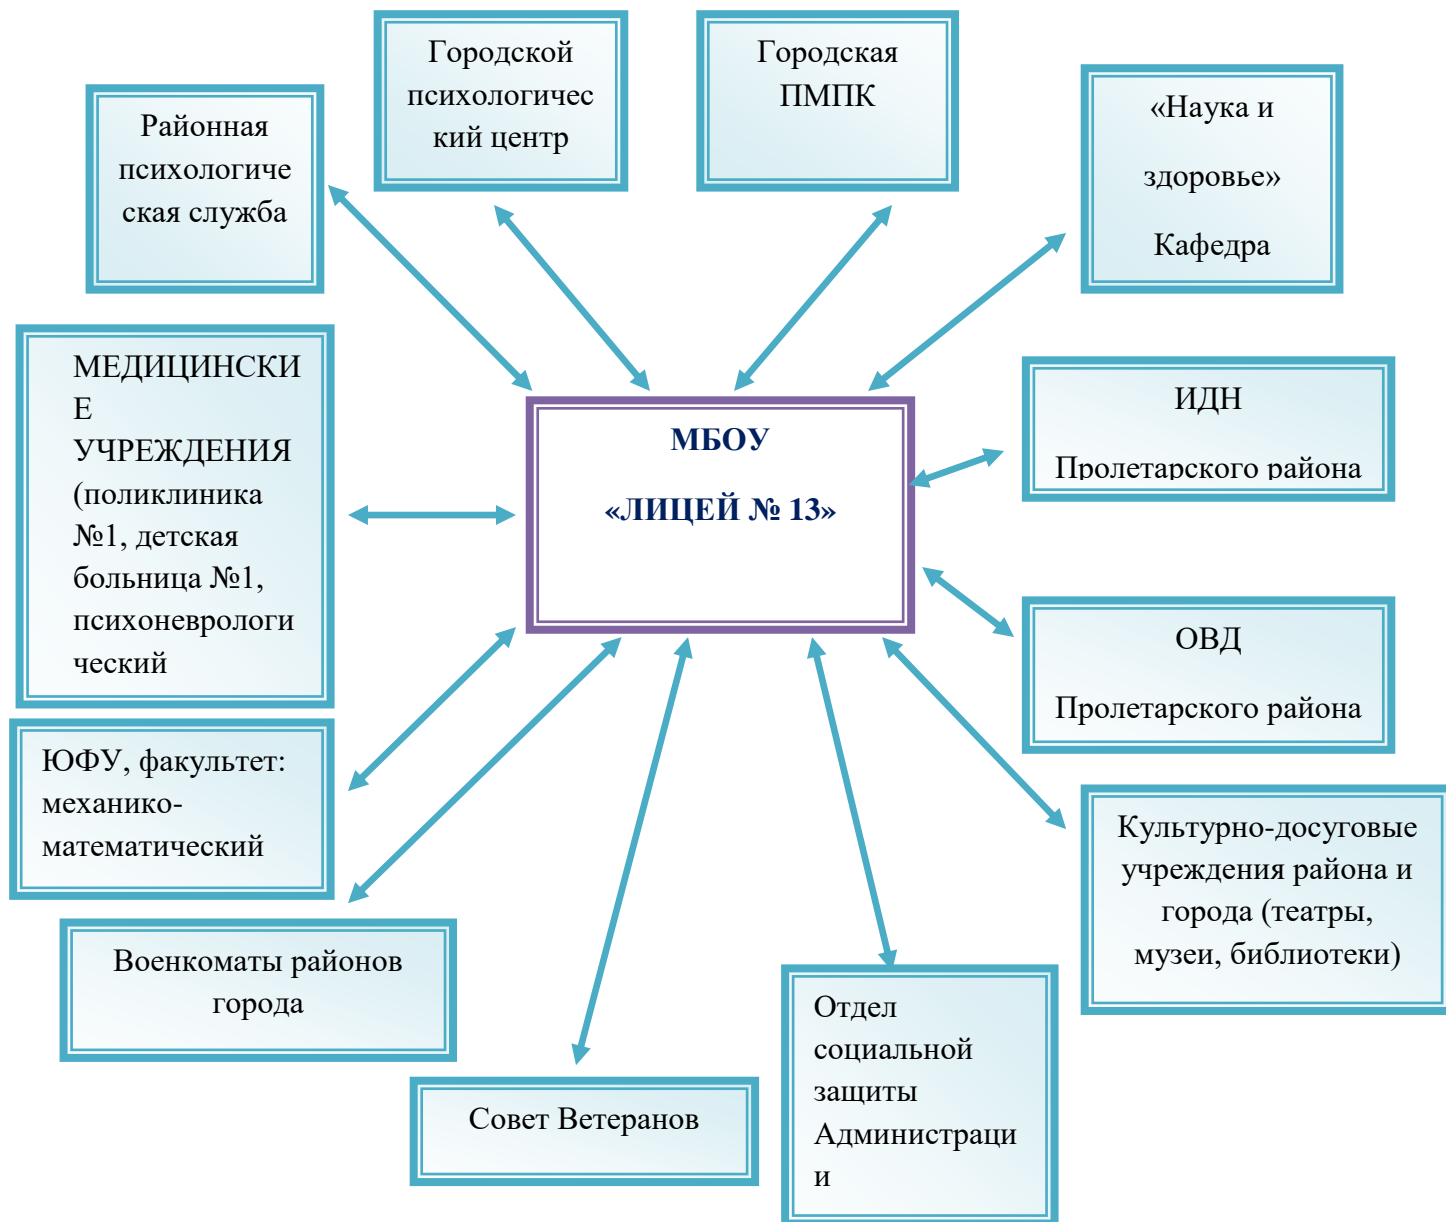 Районная
психологиче
ская служба
Городской
психологичес
кий центр
Городская
ПМПК
«Наука и
здоровье»
Кафедра
МЕДИЦИНСКИ
Е
УЧРЕЖДЕНИЯ
(поликлиника
№1, детская
больница №1,
психоневрологи
ческий
МБОУ
«ЛИЦЕЙ № 13»
ИДН
Пролетарского района
ОВД
Пролетарского района
ЮФУ, факультет:
механико-
математический
Культурно-досуговые
учреждения района и
города (театры,
музеи, библиотеки)
Военкоматы районов
города
Совет Ветеранов
Отдел
социальной
защиты
Администраци
и